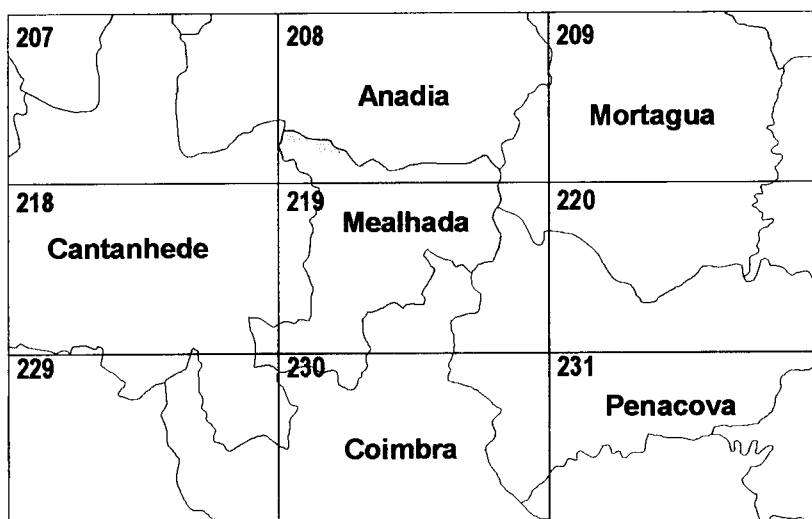 207
208
209
Anadia
Mortagua
218
219
220
Mealhada
Cantanhede
229
230
231
Penacova
Coimbra